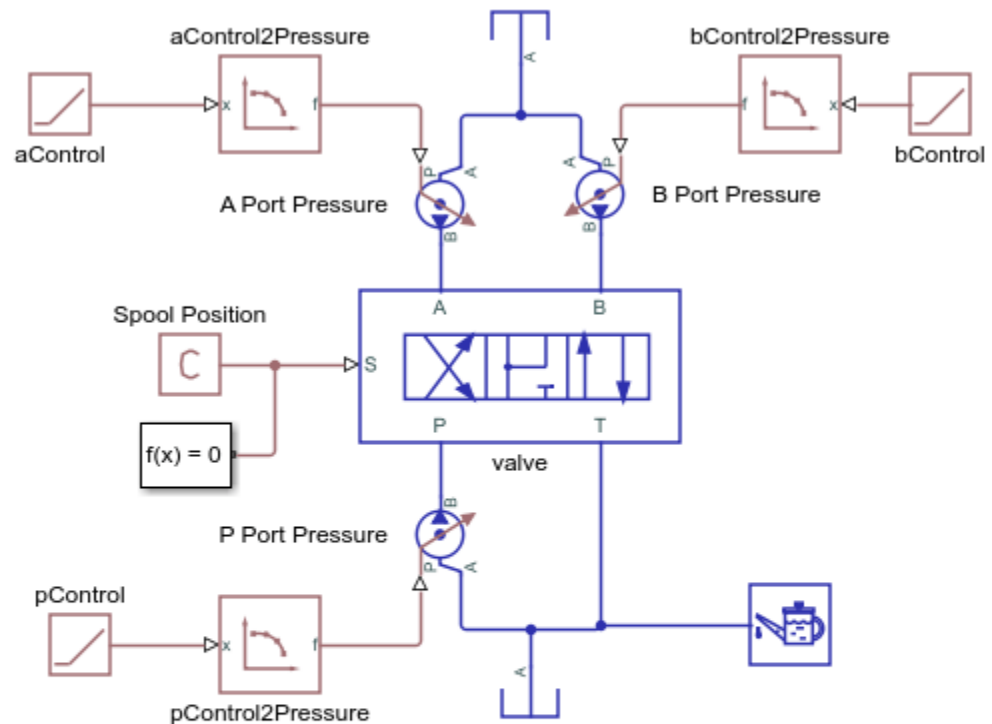 aControl2Pressure
bControl2Pressure
A
x
f
f
x
aControl
bControl
P
A
A
P
A Port Pressure
B Port Pressure
B
B
A
B
Spool Position
C
S
f(x) = 0
P
T
valve
B
P Port Pressure
P
A
pControl
x
f
A
pControl2Pressure